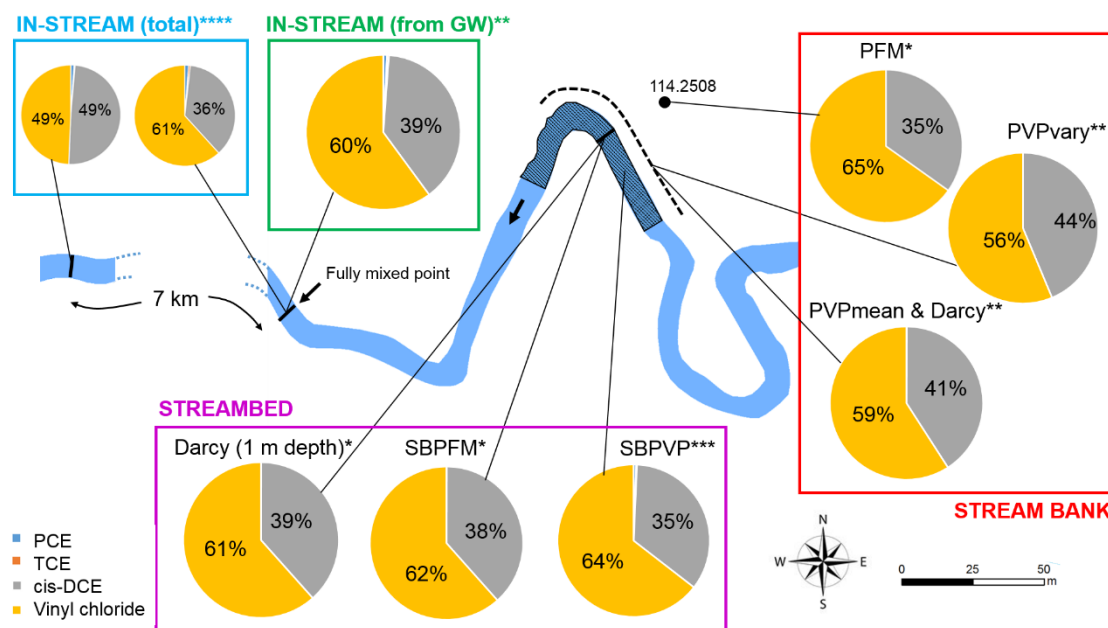 IN-STREAM (total)****
49%
49%
61%
36%
IN-STREAM (from GW)**
60%
39%
114.2508
PFM*
65%
35%
PVPvary**
56%
44%
PVPmean & Darcy**
59%
41%
STREAM BANK
7 km
Fully mixed point
STREAMBED
Darcy (1 m depth)*
61%
39%
SBPFM*
62%
38%
SBPVP***
64%
35%
PCE
TCE
cis-DCE
Vinyl chloride
N
W
E
S
0
25
50
m